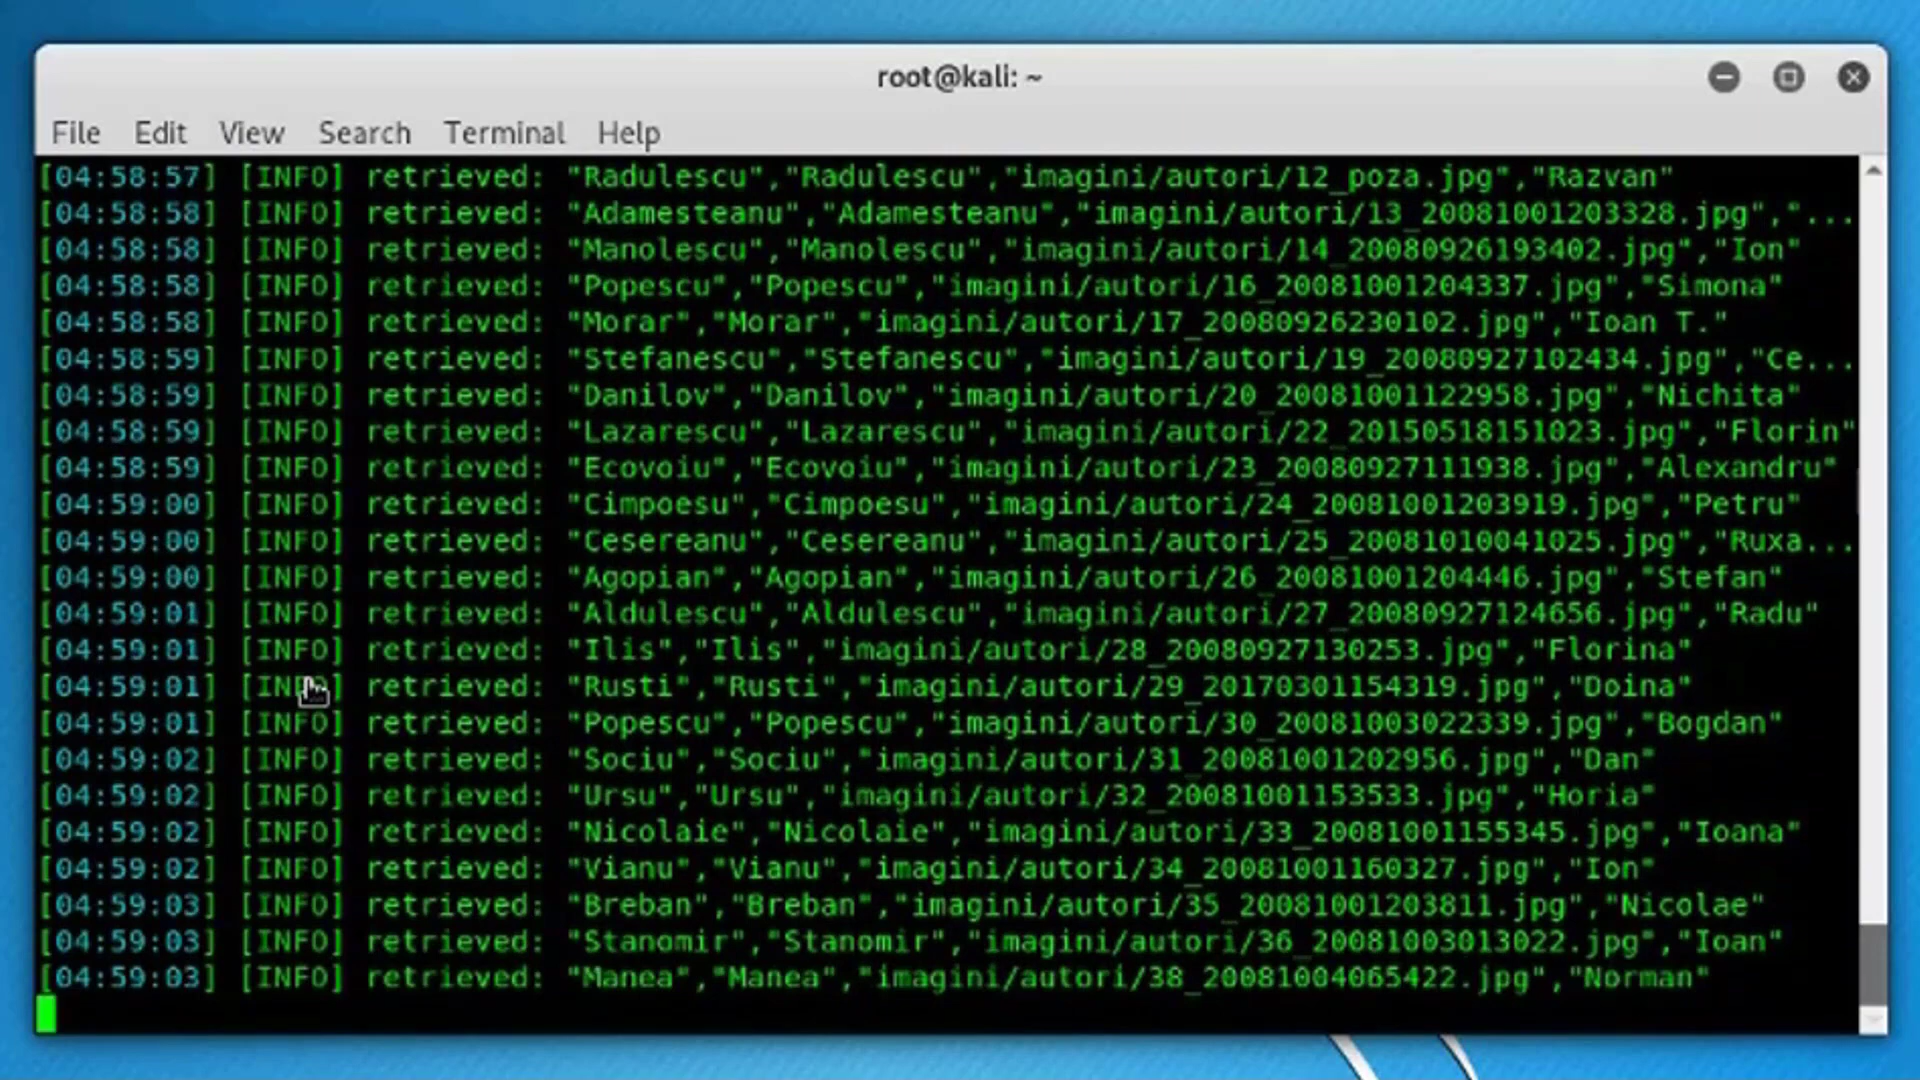 root@kali: ~
File Edit View Search Terminal Help
[04:58:57] [INFO] retrieved: "Radulescu","Radulescu","imagini/autori/12_poza.jpg","Razvan"
[04:58:58] [INFO] retrieved: "Adamesteanu","Adamesteanu","imagini/autori/13_20081001203328.jpg","...
[04:58:58] [INFO] retrieved: "Manolescu","Manolescu","imagini/autori/14_20080926193402.jpg","Ion"
[04:58:58] [INFO] retrieved: "Popescu","Popescu","imagini/autori/16_20081001204337.jpg","Simona"
[04:58:58] [INFO] retrieved: "Morar","Morar","imagini/autori/17_20080926230102.jpg","Ioan T."
[04:58:59] [INFO] retrieved: "Stefanescu","Stefanescu","imagini/autori/19_20080927102434.jpg","Ce...
[04:58:59] [INFO] retrieved: "Danilov","Danilov","imagini/autori/20_20081001122958.jpg","Nichita"
[04:58:59] [INFO] retrieved: "Lazarescu","Lazarescu","imagini/autori/22_20150518151023.jpg","Florin"
[04:58:59] [INFO] retrieved: "Ecovoiu","Ecovoiu","imagini/autori/23_20080927111938.jpg","Alexandru"
[04:59:00] [INFO] retrieved: "Cimpoesu","Cimpoesu","imagini/autori/24_20081001203919.jpg","Petru"
[04:59:00] [INFO] retrieved: "Cesereanu","Cesereanu","imagini/autori/25_20081010041025.jpg","Ruxa...
[04:59:00] [INFO] retrieved: "Agopian","Agopian","imagini/autori/26_20081001204446.jpg","Stefan"
[04:59:01] [INFO] retrieved: "Aldulescu","Aldulescu","imagini/autori/27_20080927124656.jpg","Radu"
[04:59:01] [INFO] retrieved: "Ilis","Ilis","imagini/autori/28_20080927130253.jpg","Florina"
[04:59:01] [INFO] retrieved: "Rusti","Rusti","imagini/autori/29_20170301154319.jpg","Doina"
[04:59:01] [INFO] retrieved: "Popescu","Popescu","imagini/autori/30_20081003022339.jpg","Bogdan"
[04:59:02] [INFO] retrieved: "Sociu","Sociu","imagini/autori/31_20081001202956.jpg","Dan"
[04:59:02] [INFO] retrieved: "Ursu","Ursu","imagini/autori/32_20081001153533.jpg","Horia"
[04:59:02] [INFO] retrieved: "Nicolaie","Nicolaie","imagini/autori/33_20081001155345.jpg","Ioana"
[04:59:02] [INFO] retrieved: "Vianu","Vianu","imagini/autori/34_20081001160327.jpg","Ion"
[04:59:03] [INFO] retrieved: "Breban","Breban","imagini/autori/35_20081001203811.jpg","Nicolae"
[04:59:03] [INFO] retrieved: "Stanomir","Stanomir","imagini/autori/36_20081003013022.jpg","Ioan"
[04:59:03] [INFO] retrieved: "Manea","Manea","imagini/autori/38_20081004065422.jpg","Norman"